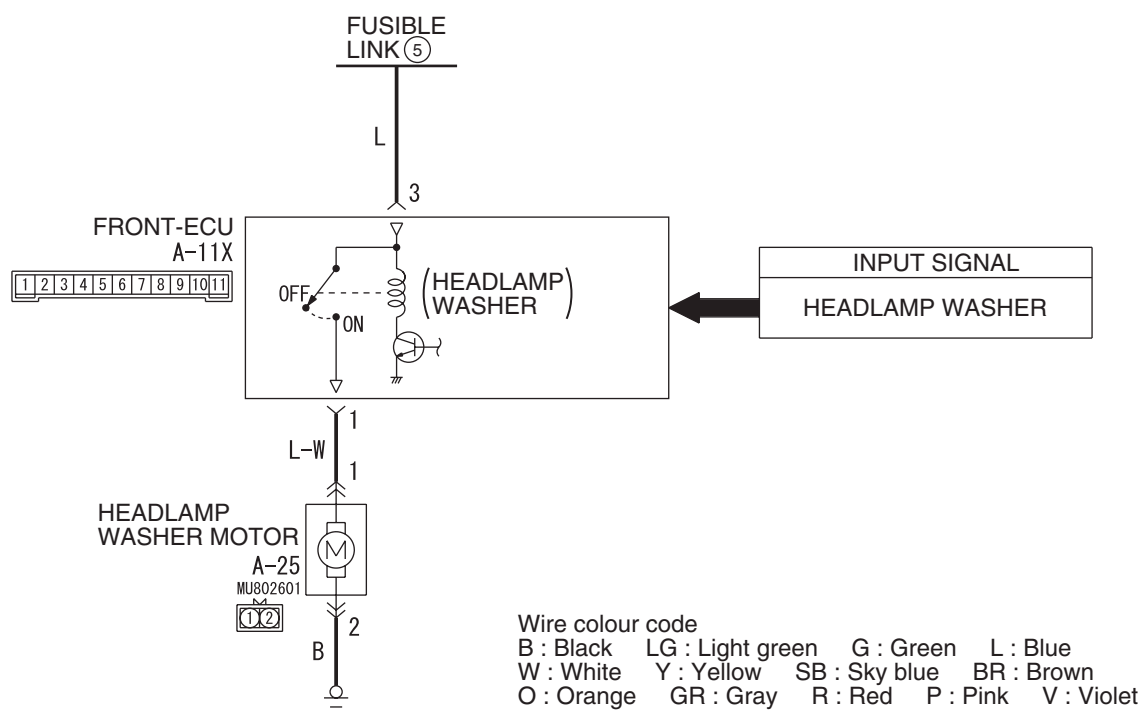 FUSIBLE
LINK 5
L
3
FRONT-ECU
A-11X
1 2 3 4 5 6 7 8 9 10 11
OFF
ON
(HEADLAMP
WASHER)
INPUT SIGNAL
HEADLAMP WASHER
1
L-W
1
HEADLAMP
WASHER MOTOR
M
A-25
MU802601
1 2
2
B
Wire colour code
B : Black LG : Light green G : Green L : Blue
W : White Y : Yellow SB : Sky blue BR : Brown
O : Orange GR : Gray R : Red P : Pink V : Violet